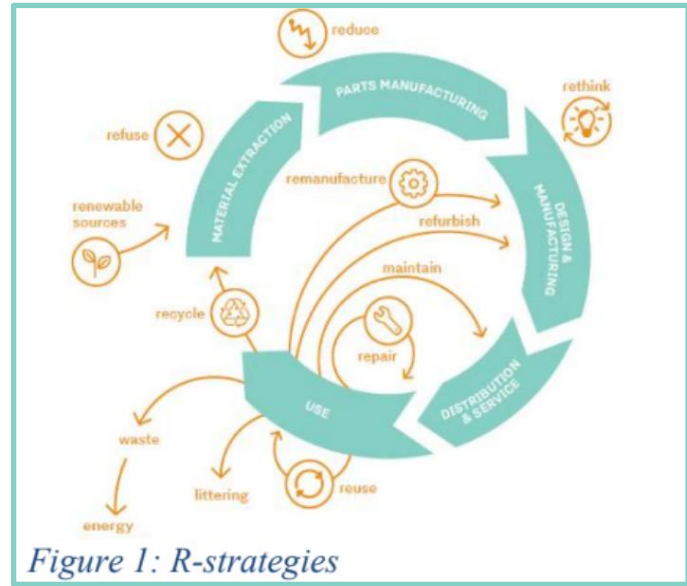 reduce
PARTS MANUFACTURING
rethink
refuse
MATERIAL EXTRACTION
remanufacture
renewable
sources
refurbish
DESIGN &
MANUFACTURING
maintain
recycle
repair
DISTRIBUTION
& SERVICE
USE
waste
littering
reuse
energy
Figure 1: R-strategies